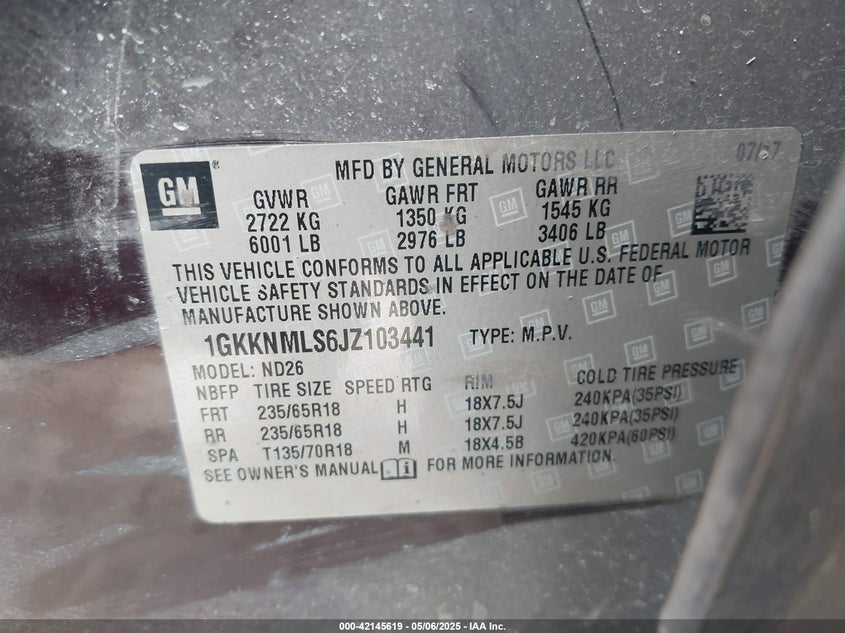 GM
MFD BY GENERAL MOTORS LLC 07/17
GVWR GAWR FRT GAWR RR
2722 KG 1350 KG 1545 KG
6001 LB 2976 LB 3406 LB
THIS VEHICLE CONFORMS TO ALL APPLICABLE U.S. FEDERAL MOTOR
VEHICLE SAFETY STANDARDS IN EFFECT ON THE DATE OF
MANUFACTURE SHOWN ABOVE.
1GKKNMLS6JZ103441 TYPE: M.P.V.
MODEL: ND26
NBFP TIRE SIZE SPEED RTG RIM COLD TIRE PRESSURE
FRT 235/65R18 H 18X7.5J 240KPA(35PSI)
RR 235/65R18 H 18X7.5J 240KPA(35PSI)
SPA T135/70R18 M 18X4.5B 420KPA(60PSI)
SEE OWNER'S MANUAL FOR MORE INFORMATION.
000-42145619 - 05/06/2025 - IAA Inc.